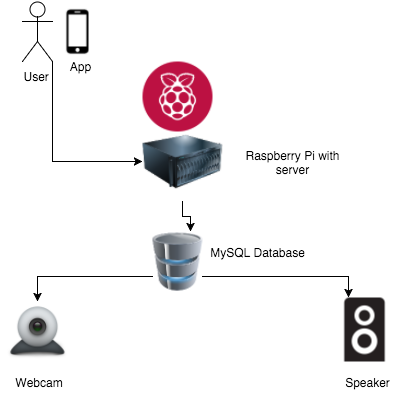 App
User
Raspberry Pi with
server
MySQL Database
Webcam
Speaker